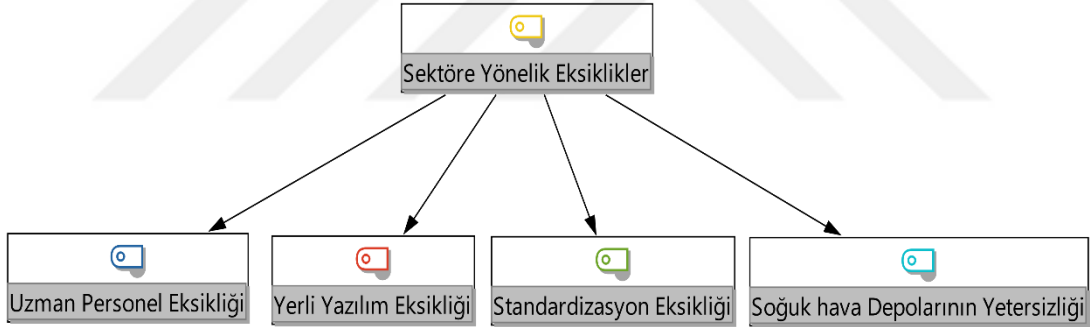 Sektöre Yönelik Eksiklikler
Uzman Personel Eksikliği
Yerli Yazılım Eksikliği
Standardizasyon Eksikliği
Soğuk hava Depolarının Yetersizliği